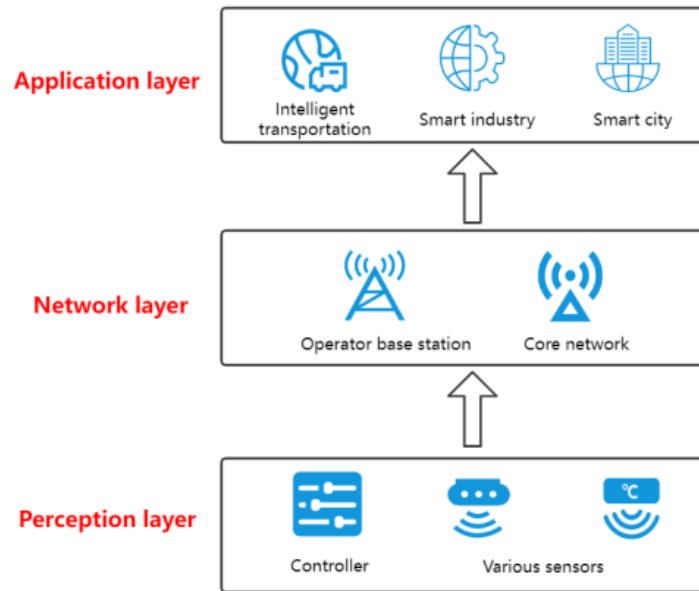 Application layer
Intelligent
transportation
Smart industry
Smart city
Network layer
Operator base station
Core network
Perception layer
°C
Controller
Various sensors